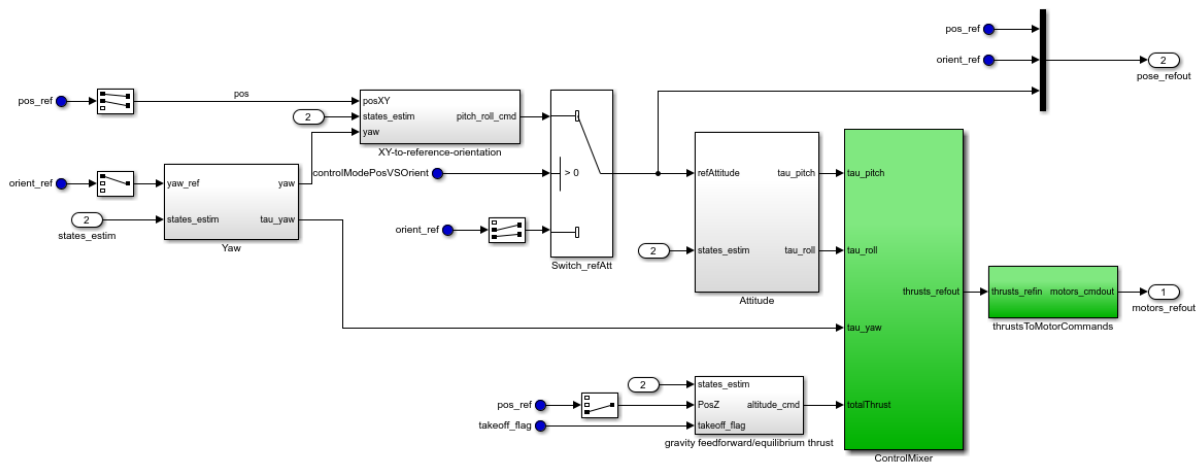 pos_ref
orient_ref
2
pose_refout
pos_ref
pos
posXY
states_estim
yaw
pitch_roll_cmd
2
XY-to-reference-orientation
controlModePosVSOrient
> 0
orient_ref
yaw_ref
states_estim
yaw
tau_yaw
2
states_estim
Yaw
orient_ref
Switch_refAtt
refAttitude
states_estim
tau_pitch
tau_roll
2
Attitude
tau_pitch
tau_roll
tau_yaw
totalThrust
thrusts_refout
ControlMixer
thrusts_refin
motors_cmdout
thrustsToMotorCommands
1
motors_refout
2
pos_ref
takeoff_flag
states_estim
PosZ
takeoff_flag
altitude_cmd
gravity feedforward/equilibrium thrust